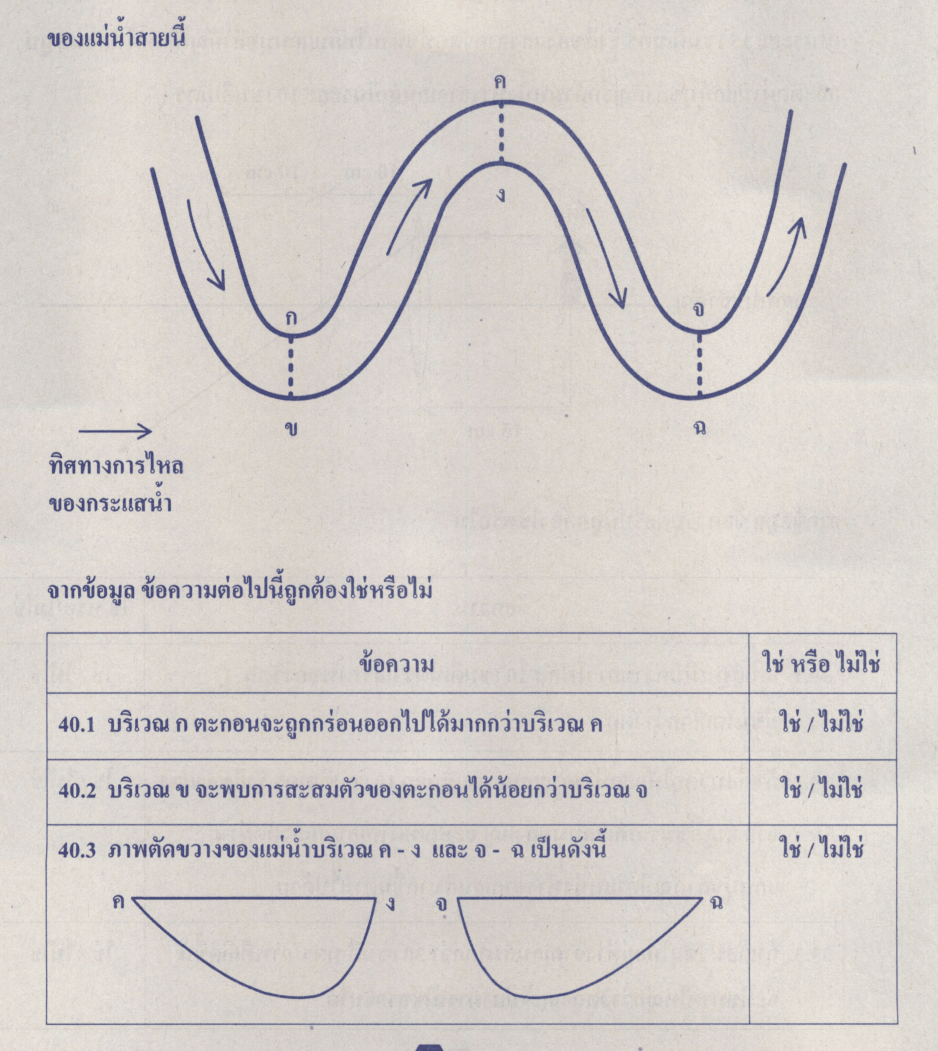 ของแม่น้ำสายนี้
ค
ง
ก
จ
ข
ฉ
ทิศทางการไหล
ของกระแสน้ำ
จากข้อมูล ข้อความต่อไปนี้ถูกต้องใช่หรือไม่
ข้อความ ใช่ หรือ ไม่ใช่
40.1 บริเวณ ก ตะกอนจะถูกกร่อนออกไปได้มากกว่าบริเวณ ค ใช่ / ไม่ใช่
40.2 บริเวณ ข จะพบการสะสมตัวของตะกอนได้น้อยกว่าบริเวณ จ ใช่ / ไม่ใช่
40.3 ภาพตัดขวางของแม่น้ำบริเวณ ค - ง และ จ - ฉ เป็นดังนี้ ใช่ / ไม่ใช่
ค ง จ ฉ